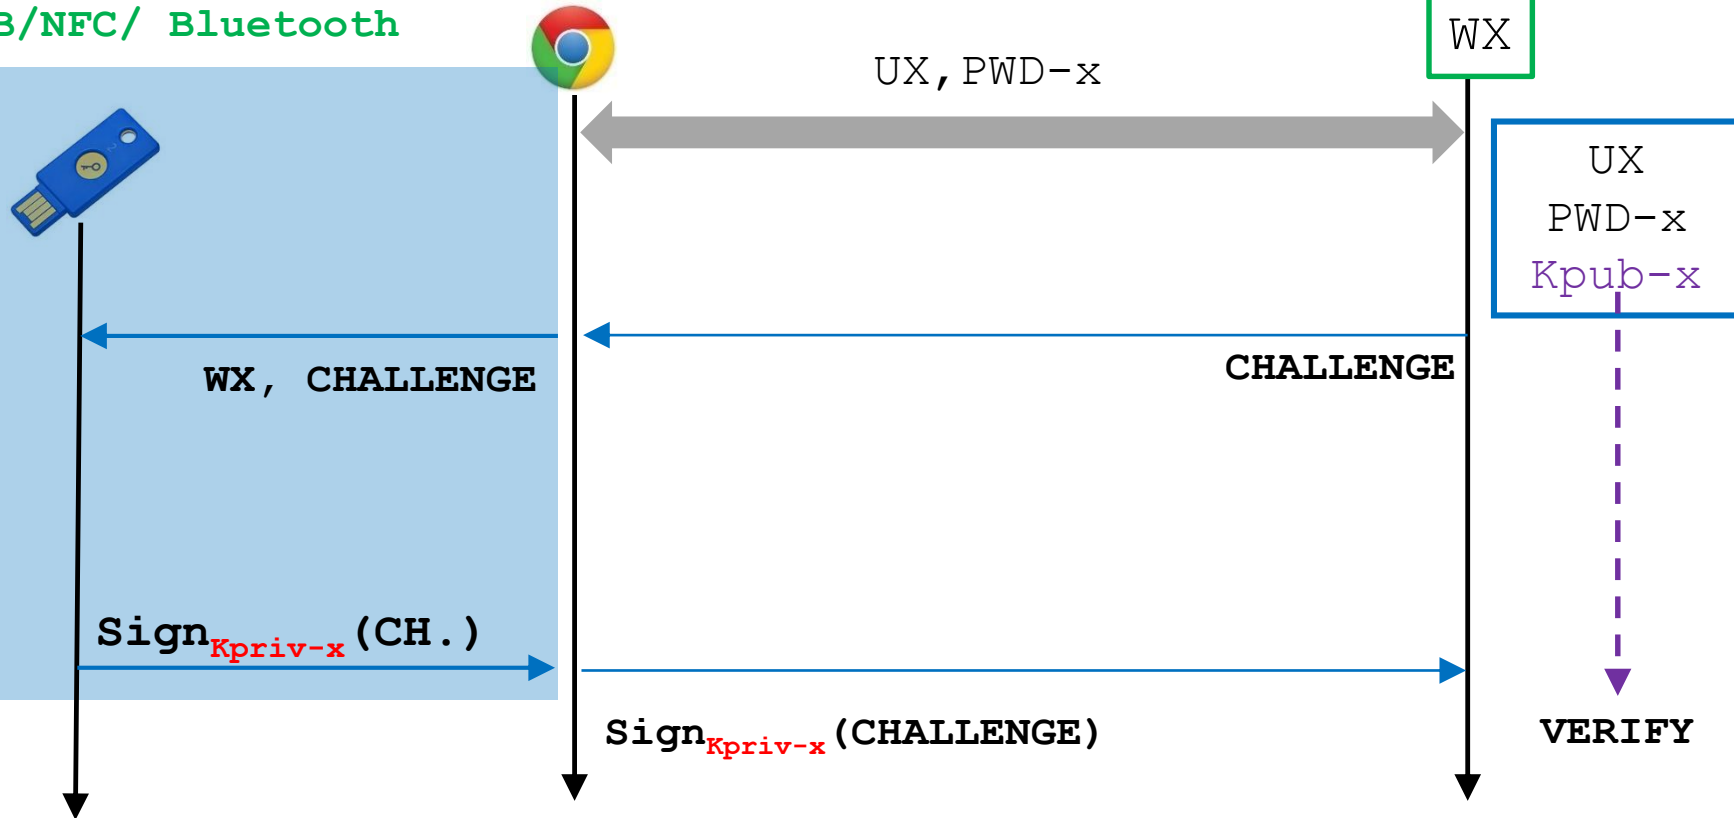 B/NFC/ Bluetooth
WX
UX,PWD-x
UX
PWD-x
Kpub-x
WX, CHALLENGE
CHALLENGE
SignKpriv-x(CH.)
SignKpriv-x(CHALLENGE)
VERIFY